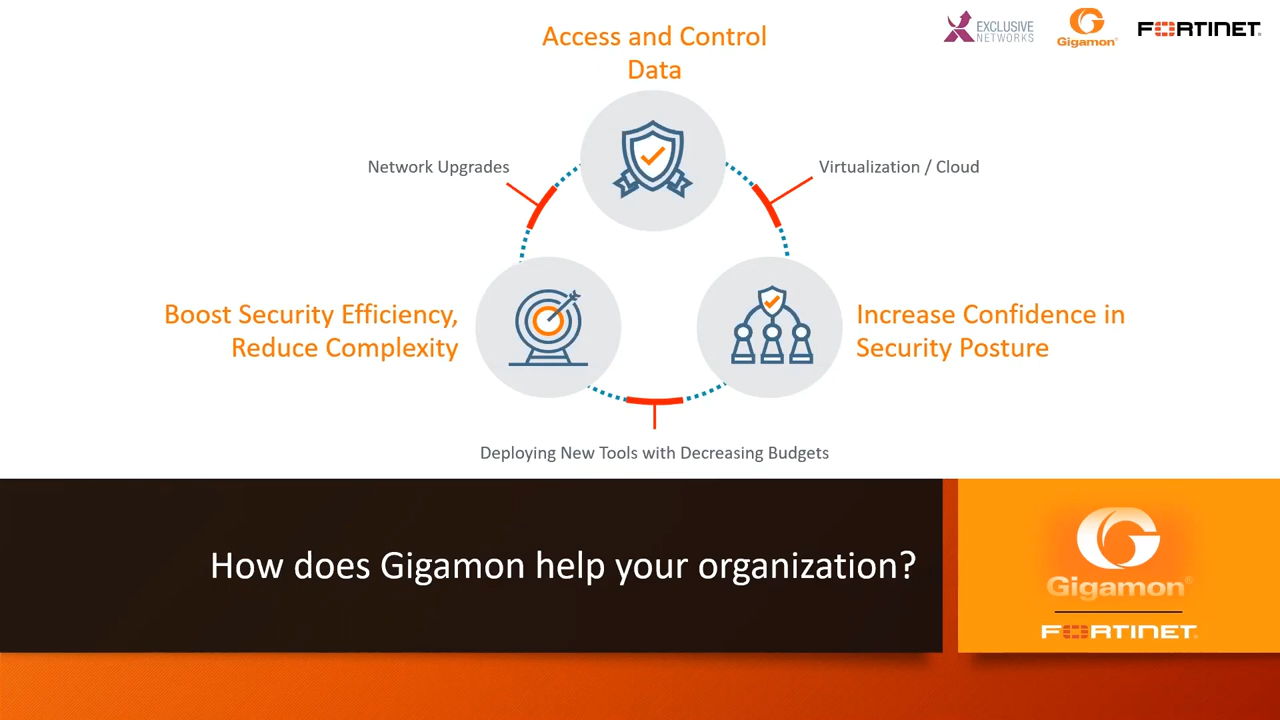 Access and Control
Data
EXCLUSIVE
NETWORKS
Gigamon®
FORTINET®
Network Upgrades
Virtualization / Cloud
Boost Security Efficiency,
Reduce Complexity
Increase Confidence in
Security Posture
Deploying New Tools with Decreasing Budgets
How does Gigamon help your organization?
Gigamon®
FORTINET®